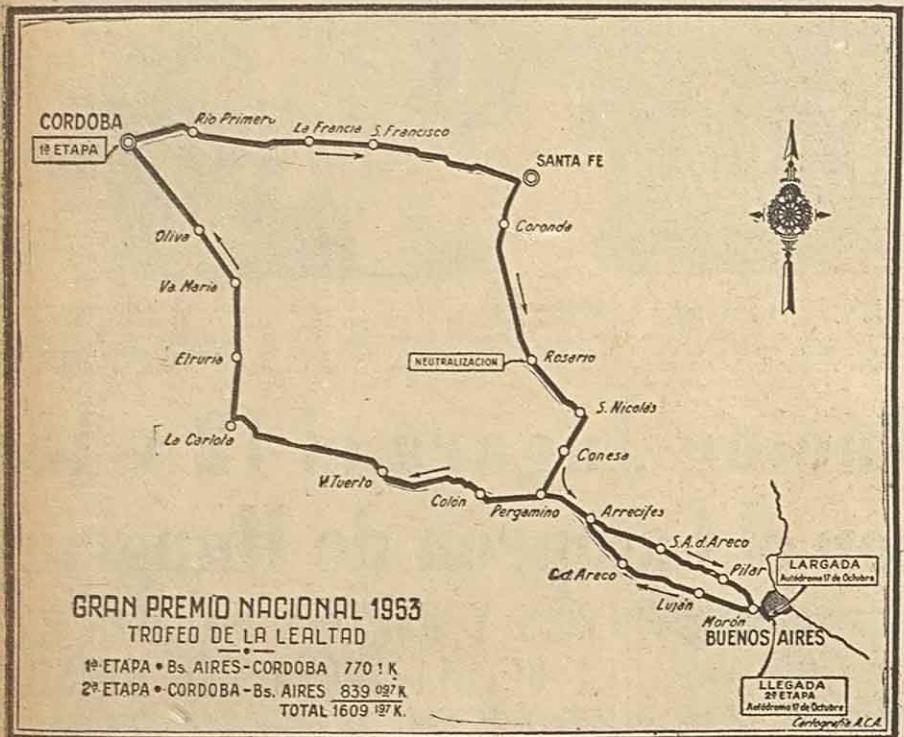 CORDOBA
1ª ETAPA
Rio Primero
La Francia
S. Francisco
SANTA FE
Coronda
Oliva
Va. Maria
Etruria
NEUTRALIZACION
Rosario
La Carlota
S. Nicolás
Conesa
V. Tuerto
Colón
Pergamino
Arrecifes
S.A.d. Areco
Pilar
C.d. Areco
Luján
Morón
BUENOS AIRES
LARGADA
Autódromo 17 de Octubre
LLEGADA
2ª ETAPA
Autódromo 17 de Octubre
GRAN PREMIO NACIONAL 1953
TROFEO DE LA LEALTAD
1ª ETAPA • Bs. AIRES-CORDOBA 770 1 K
2ª ETAPA • CORDOBA-Bs. AIRES 839 097 K
TOTAL 1609 197 K.
Cartografía A.C.A.